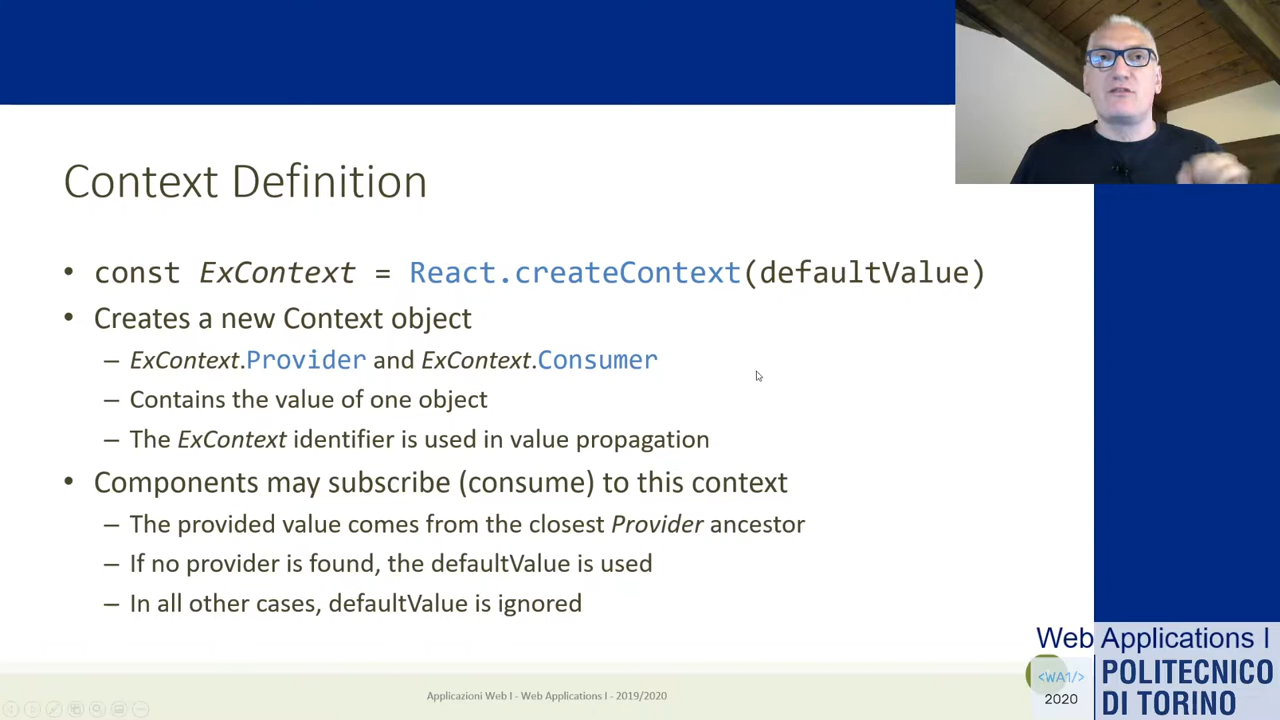 Context Definition
• const ExContext = React.createContext(defaultValue)
• Creates a new Context object
– ExContext.Provider and ExContext.Consumer
– Contains the value of one object
– The ExContext identifier is used in value propagation
• Components may subscribe (consume) to this context
– The provided value comes from the closest Provider ancestor
– If no provider is found, the defaultValue is used
– In all other cases, defaultValue is ignored
Applicazioni Web I - Web Applications I - 2019/2020
Web Applications I
<WA1/>
2020
POLITECNICO
DI TORINO